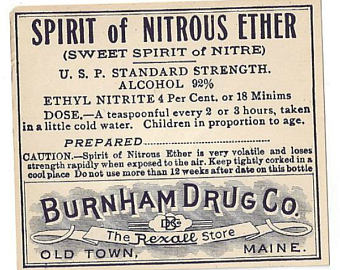 SPIRIT of NITROUS ETHER
(SWEET SPIRIT of NITRE)
U. S. P. STANDARD STRENGTH.
ALCOHOL 92%
ETHYL NITRITE 4 Per Cent. or 18 Minims
DOSE.—A teaspoonful every 2 or 3 hours, taken
in a little cold water. Children in proportion to age.
PREPARED
CAUTION.—Spirit of Nitrous Ether is very volatile and loses
strength rapidly when exposed to the air. Keep tightly corked in a
cool place Do not use more than 12 weeks after date on this bottle
BURNHAM DRUG CO.
The Rexall Store
OLD TOWN, MAINE.